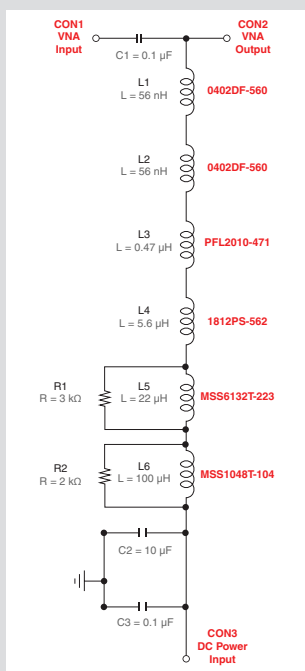 CON1
VNA
Input
CON2
VNA
Output
C1 = 0.1 µF
L1
L = 56 nH
0402DF-560
L2
L = 56 nH
0402DF-560
L3
L = 0.47 µH
PFL2010-471
L4
L = 5.6 µH
1812PS-562
R1
R = 3 kΩ
L5
L = 22 µH
MSS6132T-223
R2
R = 2 kΩ
L6
L = 100 µH
MSS1048T-104
C2 = 10 µF
C3 = 0.1 µF
CON3
DC Power
Input